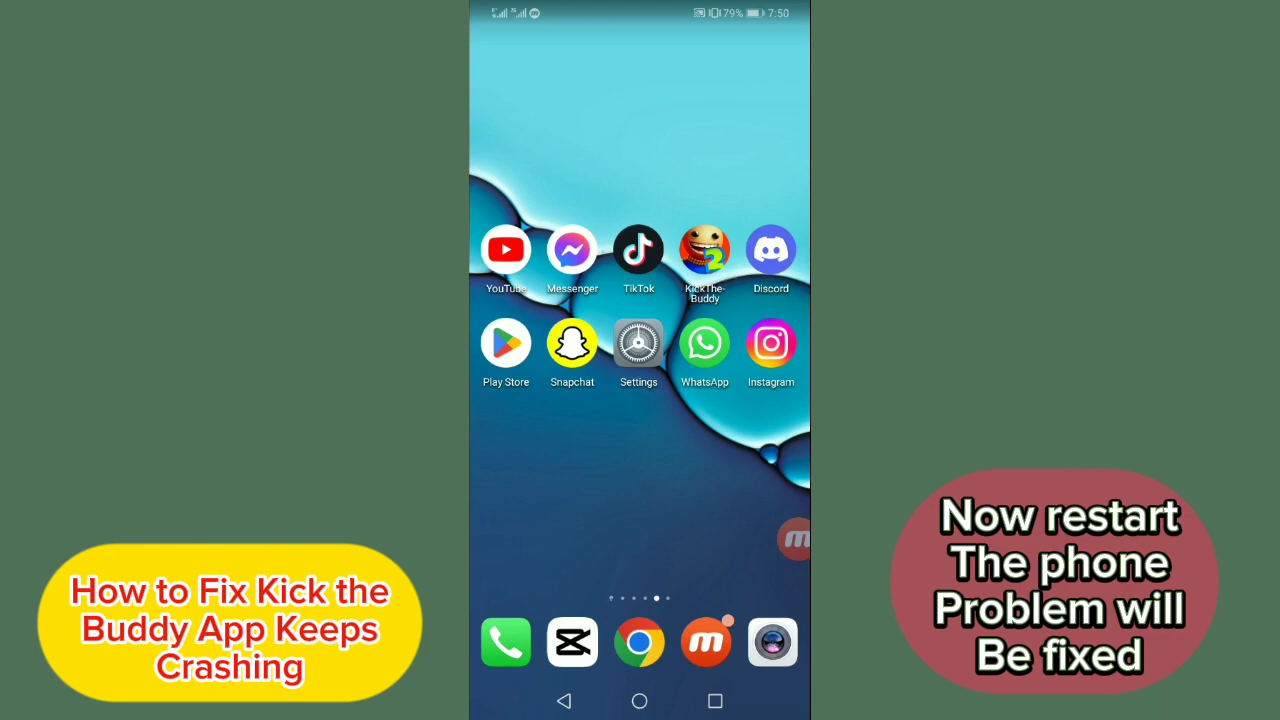 79% 7:50
YouTube
Messenger
TikTok
KickThe-
Buddy
Discord
Play Store
Snapchat
Settings
WhatsApp
Instagram
How to Fix Kick the
Buddy App Keeps
Crashing
Now restart
The phone
Problem will
Be fixed